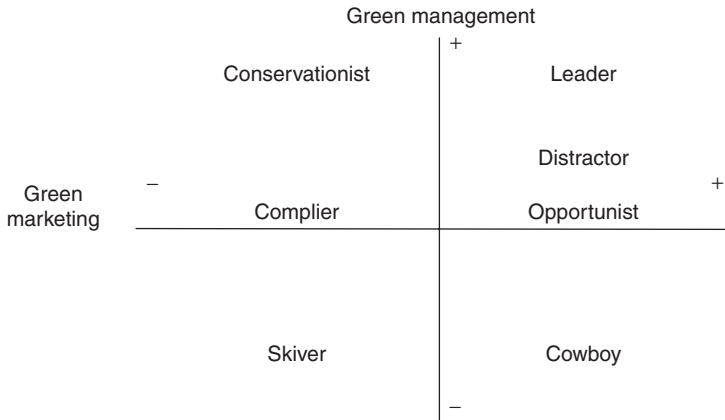 Green management
+
Conservationist
Leader
Distractor
Green
marketing
−
+
Complier
Opportunist
Skiver
Cowboy
−